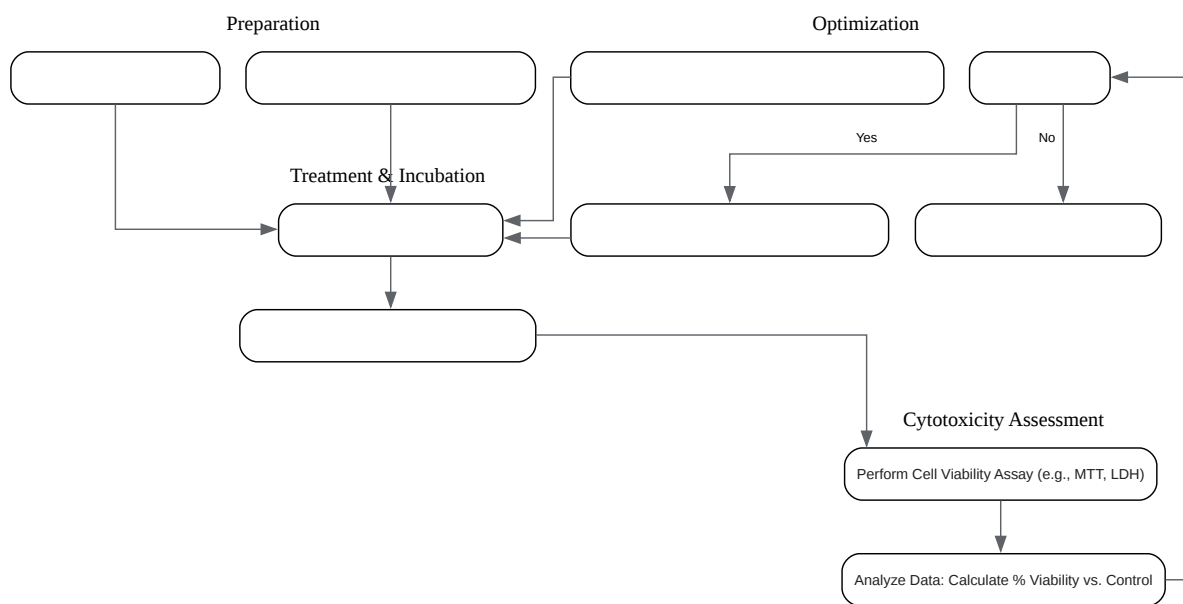 Preparation
Optimization
Yes
No
Treatment & Incubation
Cytotoxicity Assessment
Perform Cell Viability Assay (e.g., MTT, LDH)
Analyze Data: Calculate % Viability vs. Control